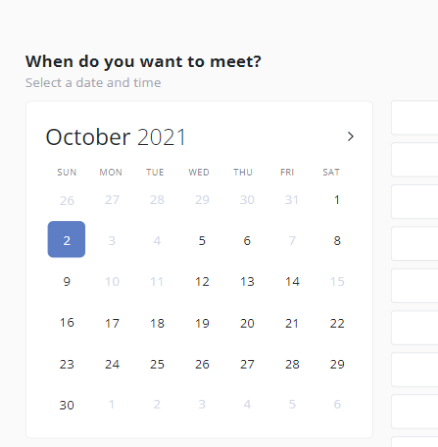 When do you want to meet?
Select a date and time
October 2021
SUN MON TUE WED THU FRI SAT
26 27 28 29 30 31 1
2 3 4 5 6 7 8
9 10 11 12 13 14 15
16 17 18 19 20 21 22
23 24 25 26 27 28 29
30 1 2 3 4 5 6